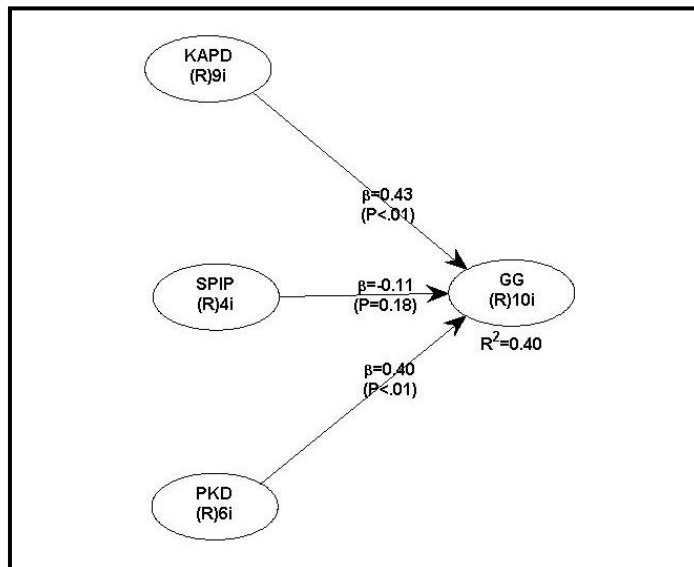 KAPD
(R)9i
β=0.43
(P<.01)
SPIP
(R)4i
β=-0.11
(P=0.18)
GG
(R)10i
R²=0.40
β=0.40
(P<.01)
PKD
(R)6i